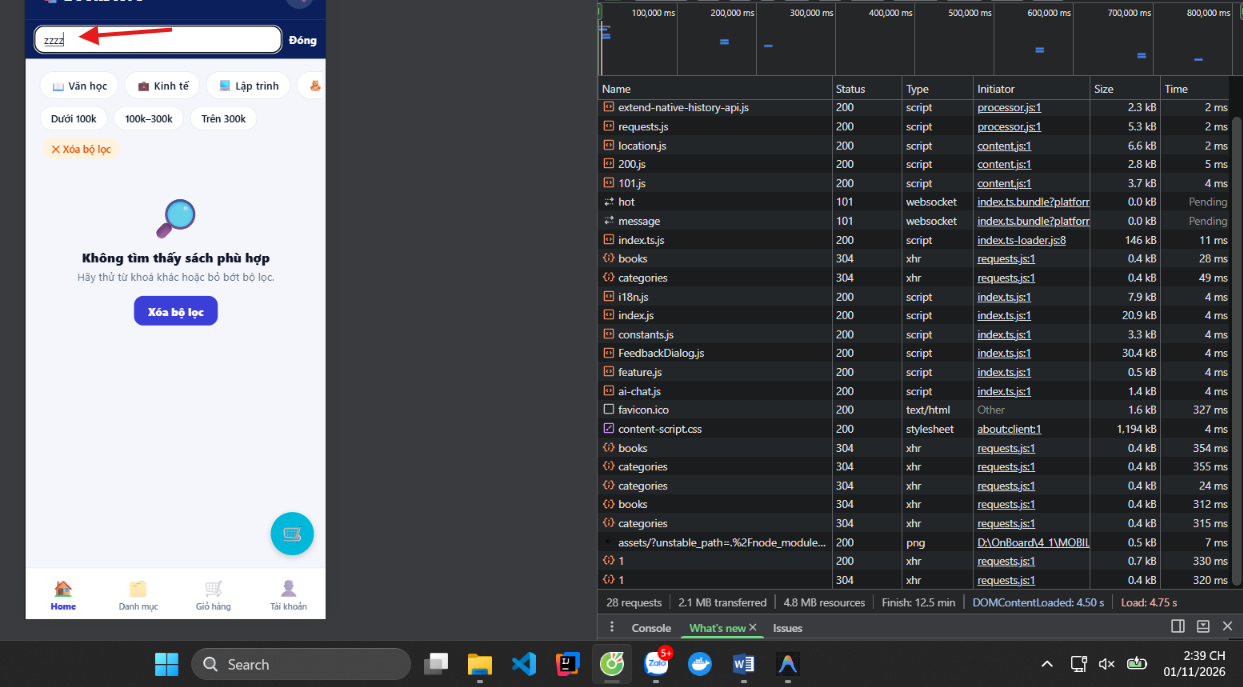 100,000 ms 200,000 ms 300,000 ms 400,000 ms 500,000 ms 600,000 ms 700,000 ms 800,000 ms
zzzz Đóng
Văn học Kinh tế Lập trình
Dưới 100k 100k–300k Trên 300k
✕ Xóa bộ lọc
Không tìm thấy sách phù hợp
Hãy thử từ khoá khác hoặc bỏ bớt bộ lọc.
Xóa bộ lọc
Home Danh mục Giỏ hàng Tài khoản
Name Status Type Initiator Size Time
extend-native-history-api.js 200 script processor.js:1 2.3 kB 2 ms
requests.js 200 script processor.js:1 5.3 kB 2 ms
location.js 200 script content.js:1 6.6 kB 2 ms
200.js 200 script content.js:1 2.8 kB 5 ms
101.js 200 script content.js:1 3.7 kB 4 ms
hot 101 websocket index.ts.bundle?platforn 0.0 kB Pending
message 101 websocket index.ts.bundle?platforn 0.0 kB Pending
index.ts.js 200 script index.ts-loader.js:8 146 kB 11 ms
books 304 xhr requests.js:1 0.4 kB 28 ms
categories 304 xhr requests.js:1 0.4 kB 49 ms
i18n.js 200 script index.ts.js:1 7.9 kB 4 ms
index.js 200 script index.ts.js:1 20.9 kB 4 ms
constants.js 200 script index.ts.js:1 3.3 kB 4 ms
FeedbackDialog.js 200 script index.ts.js:1 30.4 kB 4 ms
feature.js 200 script index.ts.js:1 0.5 kB 4 ms
ai-chat.js 200 script index.ts.js:1 1.4 kB 4 ms
favicon.ico 200 text/html Other 1.6 kB 327 ms
content-script.css 200 stylesheet about:client:1 1,194 kB 4 ms
books 304 xhr requests.js:1 0.4 kB 354 ms
categories 304 xhr requests.js:1 0.4 kB 355 ms
categories 304 xhr requests.js:1 0.4 kB 24 ms
books 304 xhr requests.js:1 0.4 kB 312 ms
categories 304 xhr requests.js:1 0.4 kB 315 ms
assets/?unstable_path=.%2Fnode_module... 200 png D:\OnBoard\4_1\MOBIL 0.5 kB 7 ms
1 200 xhr requests.js:1 0.7 kB 330 ms
1 304 xhr requests.js:1 0.4 kB 320 ms
28 requests 2.1 MB transferred 4.8 MB resources Finish: 12.5 min DOMContentLoaded: 4.50 s Load: 4.75 s
Console What's new Issues
Search 5+ Zalo 2:39 CH
01/11/2026